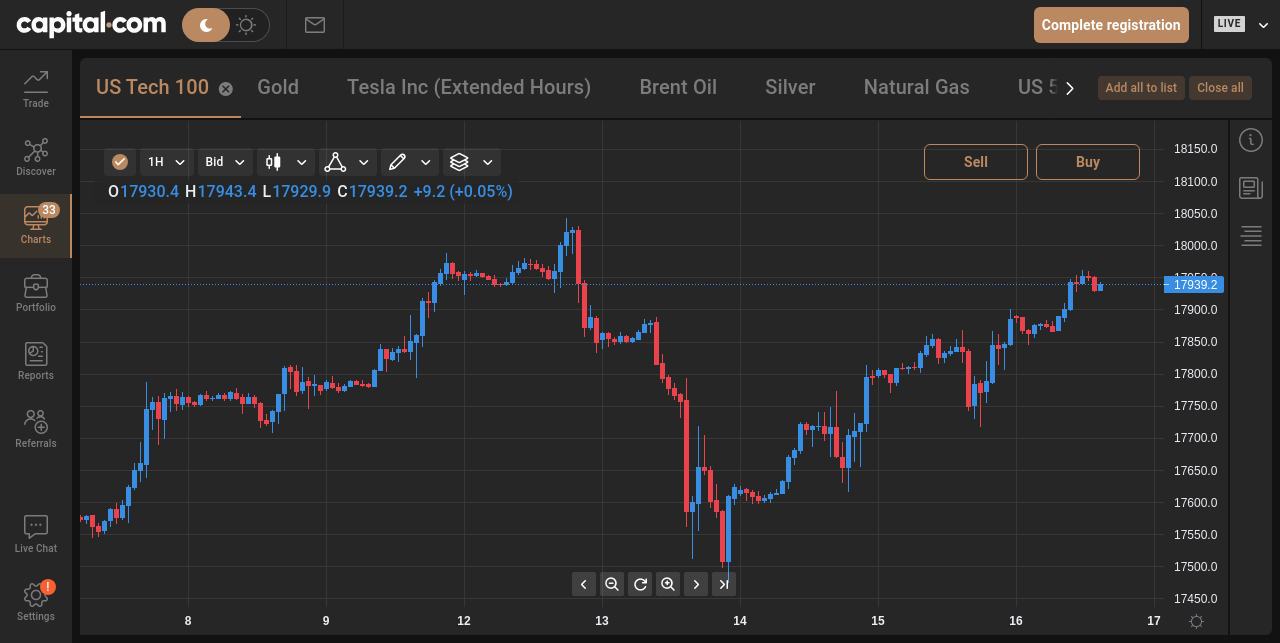 capital.com
Complete registration
LIVE
US Tech 100
Gold
Tesla Inc (Extended Hours)
Brent Oil
Silver
Natural Gas
US 5
Add all to list
Close all
Trade
Discover
33
Charts
Portfolio
Reports
Referrals
Live Chat
!
Settings
1H
Bid
Sell
Buy
O17930.4 H17943.4 L17929.9 C17939.2 +9.2 (+0.05%)
18150.0
18100.0
18050.0
18000.0
17950.0
17939.2
17900.0
17850.0
17800.0
17750.0
17700.0
17650.0
17600.0
17550.0
17500.0
17450.0
8 9 12 13 14 15 16 17